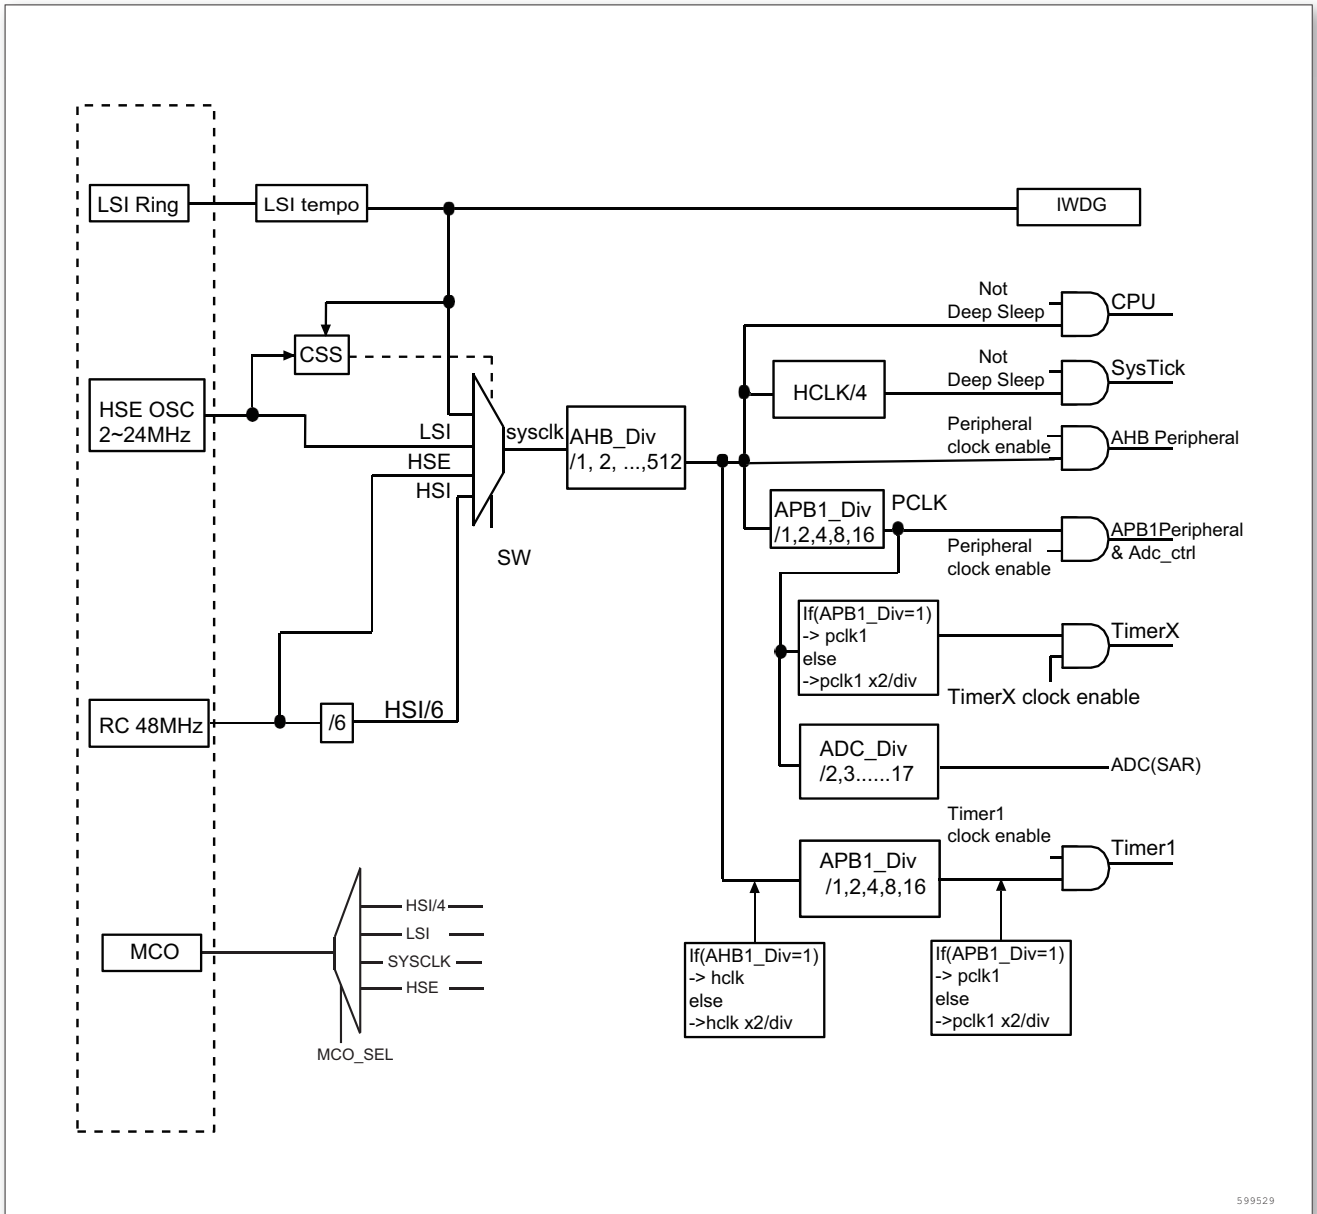 LSI Ring
LSI tempo
IWDG
Not
Deep Sleep
CPU
CSS
Not
Deep Sleep
SysTick
HCLK/4
HSE OSC
2~24MHz
LSI
HSE
HSI
sysclk
AHB_Div
/1, 2, ...,512
Peripheral
clock enable
AHB Peripheral
SW
APB1_Div
/1,2,4,8,16
PCLK
Peripheral
clock enable
APB1Peripheral
& Adc_ctrl
If(APB1_Div=1)
-> pclk1
else
->pclk1 x2/div
TimerX
TimerX clock enable
RC 48MHz
/6
HSI/6
ADC_Div
/2,3......17
ADC(SAR)
Timer1
clock enable
Timer1
APB1_Div
/1,2,4,8,16
MCO
HSI/4
LSI
SYSCLK
HSE
MCO_SEL
If(AHB1_Div=1)
-> hclk
else
->hclk x2/div
If(APB1_Div=1)
-> pclk1
else
->pclk1 x2/div
599529